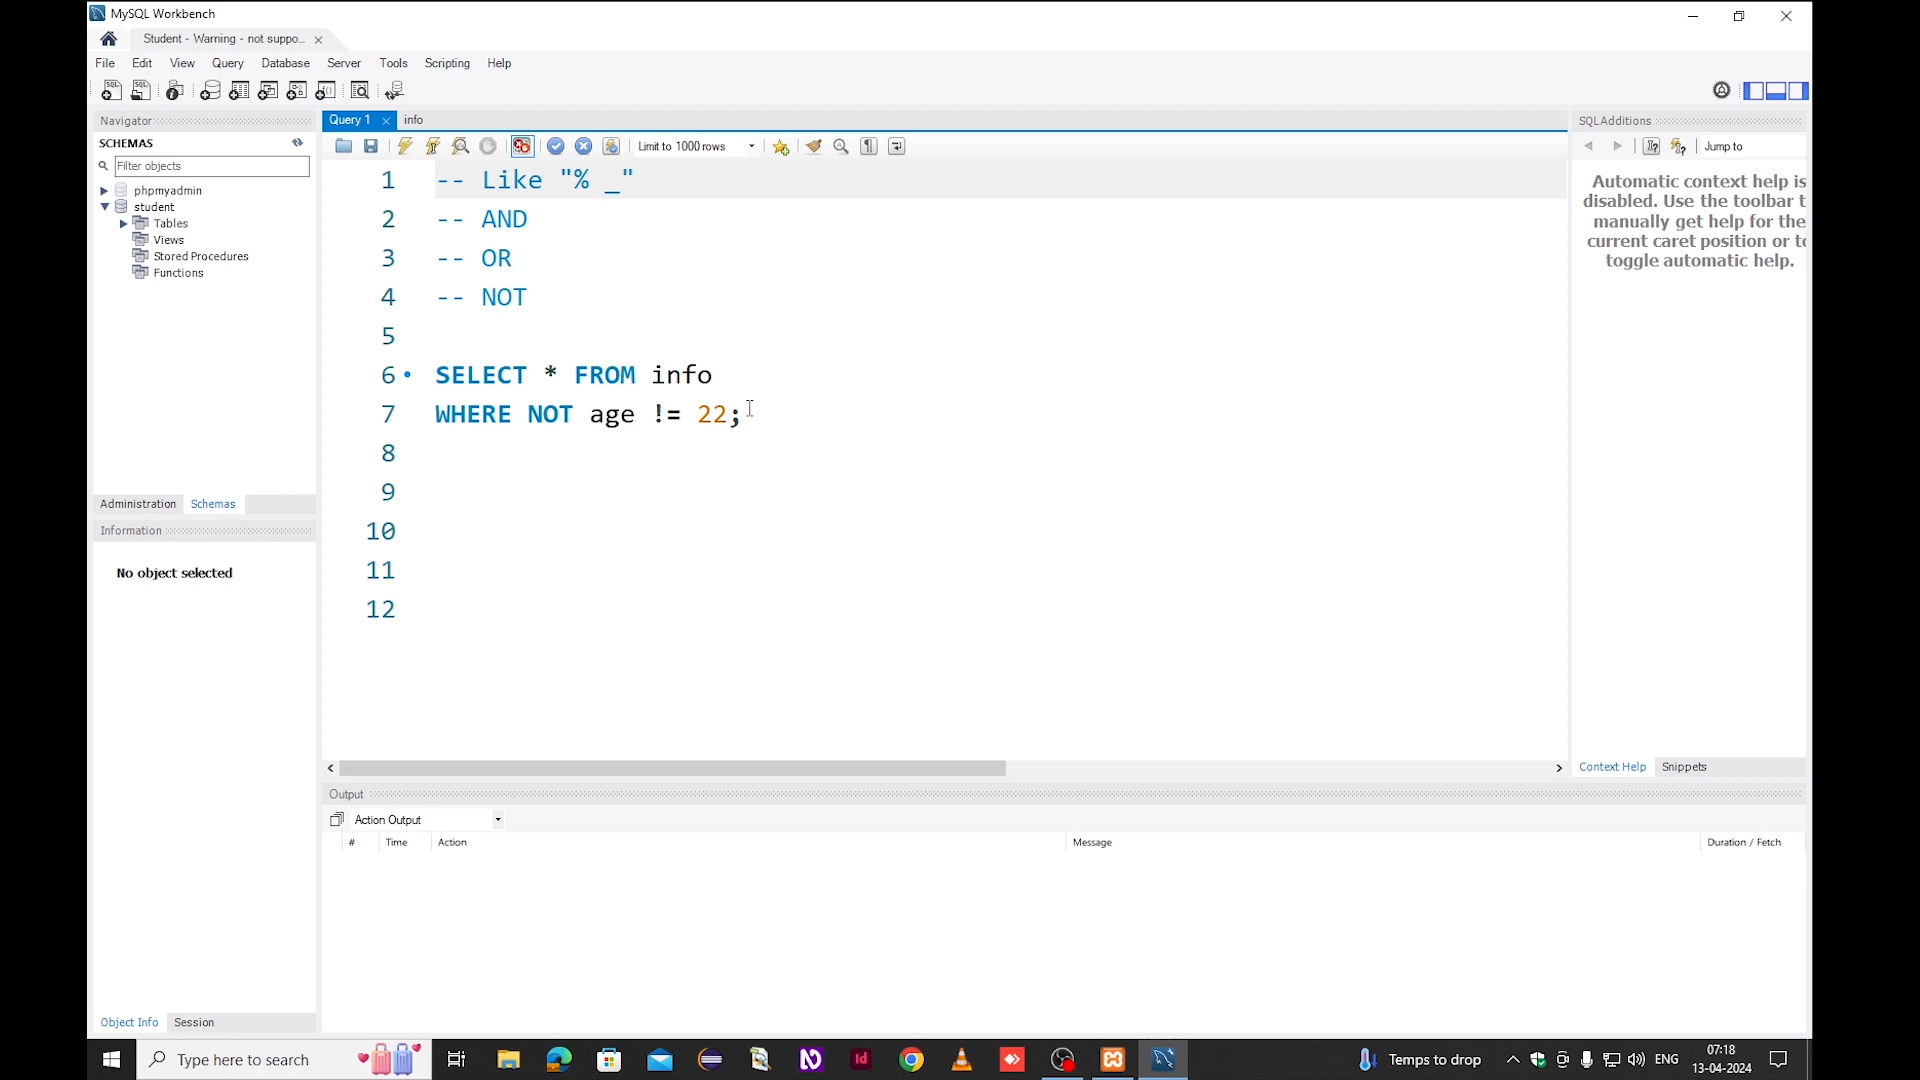 MySQL Workbench
Student - Warning - not suppo...
File Edit View Query Database Server Tools Scripting Help
Navigator
SCHEMAS
Filter objects
phpmyadmin
student
Tables
Views
Stored Procedures
Functions
Administration Schemas
Information
No object selected
Object Info Session
Query 1 info
Limit to 1000 rows
1 -- Like "% _"
2 -- AND
3 -- OR
4 -- NOT
5
6 SELECT * FROM info
7 WHERE NOT age != 22;
8
9
10
11
12
SQLAdditions
Jump to
Automatic context help is
disabled. Use the toolbar t
manually get help for the
current caret position or to
toggle automatic help.
Context Help Snippets
Output
Action Output
# Time Action Message Duration / Fetch
Type here to search
Temps to drop
ENG
07:18
13-04-2024